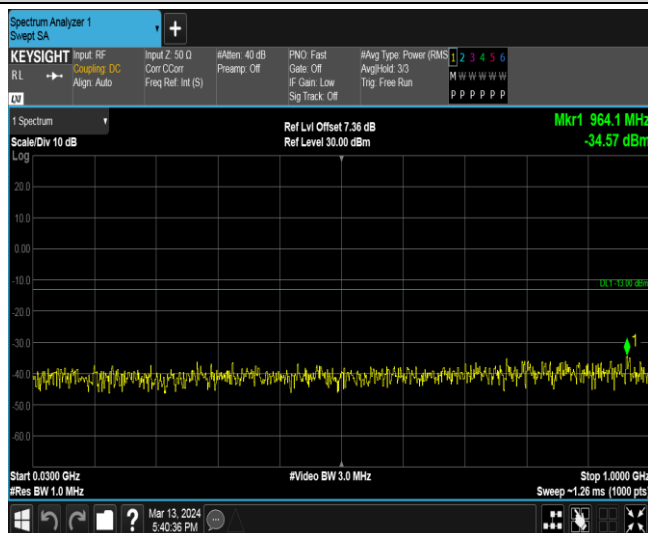 Spectrum Analyzer 1
Swept SA
KEYSIGHT
RL
Input: RF
Coupling: DC
Align: Auto
Input Z: 50 Ω
Corr CCorr
Freq Ref: Int (S)
#Atten: 40 dB
Preamp: Off
PNO: Fast
Gate: Off
IF Gain: Low
Sig Track: Off
#Avg Type: Power (RMS
Avg|Hold: 3/3
Trig: Free Run
1 2 3 4 5 6
M W W W W W
P P P P P P
LXI
1 Spectrum
Scale/Div 10 dB
Ref Lvl Offset 7.36 dB
Ref Level 30.00 dBm
Mkr1 964.1 MHz
-34.57 dBm
Log
20.0
10.0
0.00
-10.0
DL1 -13.00 dBm
-20.0
-30.0
1
-40.0
-50.0
-60.0
Start 0.0300 GHz
#Video BW 3.0 MHz
Stop 1.0000 GHz
#Res BW 1.0 MHz
Sweep ~1.26 ms (1000 pts)
?
Mar 13, 2024
5:40:36 PM